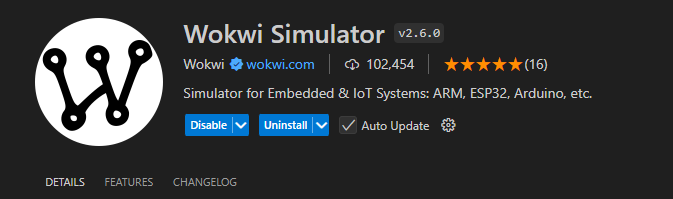 Wokwi Simulator v2.6.0
Wokwi wokwi.com 102,454 (16)
Simulator for Embedded & IoT Systems: ARM, ESP32, Arduino, etc.
Disable Uninstall Auto Update
DETAILS FEATURES CHANGELOG